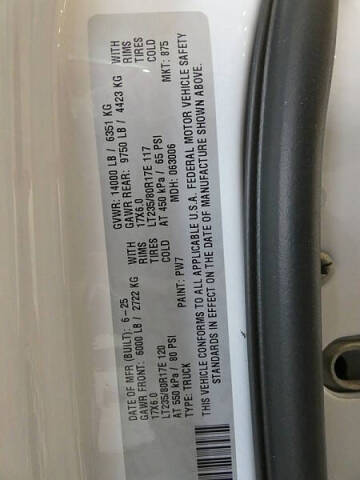 DATE OF MFR (BUILT): 6-25 GVWR: 14000 LB / 6351 KG
GAWR FRONT: 6000 LB / 2722 KG GAWR REAR: 9750 LB / 4423 KG WITH
17X6.0 17X6.0 RIMS
LT235/80R17E 120 LT235/80R17E 117 TIRES
AT 550 kPa / 80 PSI AT 450 kPa / 65 PSI COLD
TYPE: TRUCK PAINT: PW7 MDH: 063006 MKT: 875
THIS VEHICLE CONFORMS TO ALL APPLICABLE U.S.A. FEDERAL MOTOR VEHICLE SAFETY
STANDARDS IN EFFECT ON THE DATE OF MANUFACTURE SHOWN ABOVE.